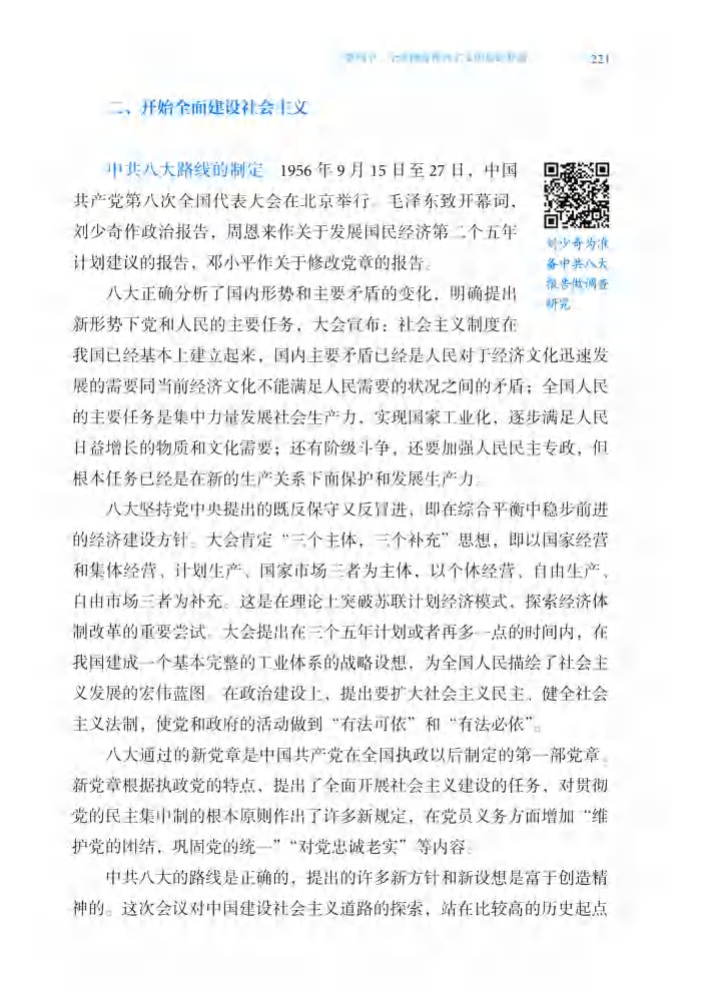 221
二、开始全面建设社会主义
中共八大路线的制定 1956年9月15日至27日，中国
共产党第八次全国代表大会在北京举行。毛泽东致开幕词，
刘少奇作政治报告，周恩来作关于发展国民经济第二个五年
计划建议的报告，邓小平作关于修改党章的报告。
刘少奇为准
备中共八大
报告做调查
研究
八大正确分析了国内形势和主要矛盾的变化，明确提出
新形势下党和人民的主要任务，大会宣布：社会主义制度在
我国已经基本上建立起来，国内主要矛盾已经是人民对于经济文化迅速发
展的需要同当前经济文化不能满足人民需要的状况之间的矛盾；全国人民
的主要任务是集中力量发展社会生产力，实现国家工业化，逐步满足人民
日益增长的物质和文化需要；还有阶级斗争，还要加强人民民主专政，但
根本任务已经是在新的生产关系下面保护和发展生产力。
八大坚持党中央提出的既反保守又反冒进，即在综合平衡中稳步前进
的经济建设方针。大会肯定“三个主体，三个补充”思想，即以国家经营
和集体经营、计划生产、国家市场三者为主体，以个体经营、自由生产、
自由市场三者为补充。这是在理论上突破苏联计划经济模式，探索经济体
制改革的重要尝试。大会提出在三个五年计划或者再多一点的时间内，在
我国建成一个基本完整的工业体系的战略设想，为全国人民描绘了社会主
义发展的宏伟蓝图。在政治建设上，提出要扩大社会主义民主、健全社会
主义法制，使党和政府的活动做到“有法可依”和“有法必依”。
八大通过的新党章是中国共产党在全国执政以后制定的第一部党章。
新党章根据执政党的特点，提出了全面开展社会主义建设的任务，对贯彻
党的民主集中制的根本原则作出了许多新规定，在党员义务方面增加“维
护党的团结，巩固党的统一”“对党忠诚老实”等内容。
中共八大的路线是正确的，提出的许多新方针和新设想是富于创造精
神的。这次会议对中国建设社会主义道路的探索，站在比较高的历史起点